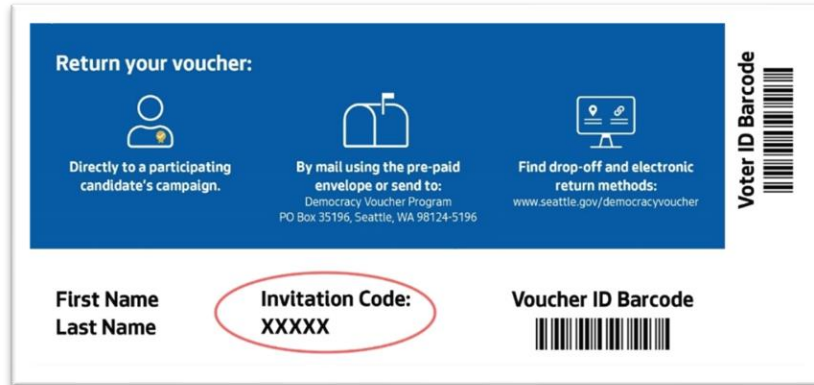 Return your voucher:
Directly to a participating
candidate's campaign.
By mail using the pre-paid
envelope or send to:
Democracy Voucher Program
PO Box 35196, Seattle, WA 98124-5196
Find drop-off and electronic
return methods:
www.seattle.gov/democracyvoucher
Voter ID Barcode
First Name
Last Name
Invitation Code:
XXXXX
Voucher ID Barcode